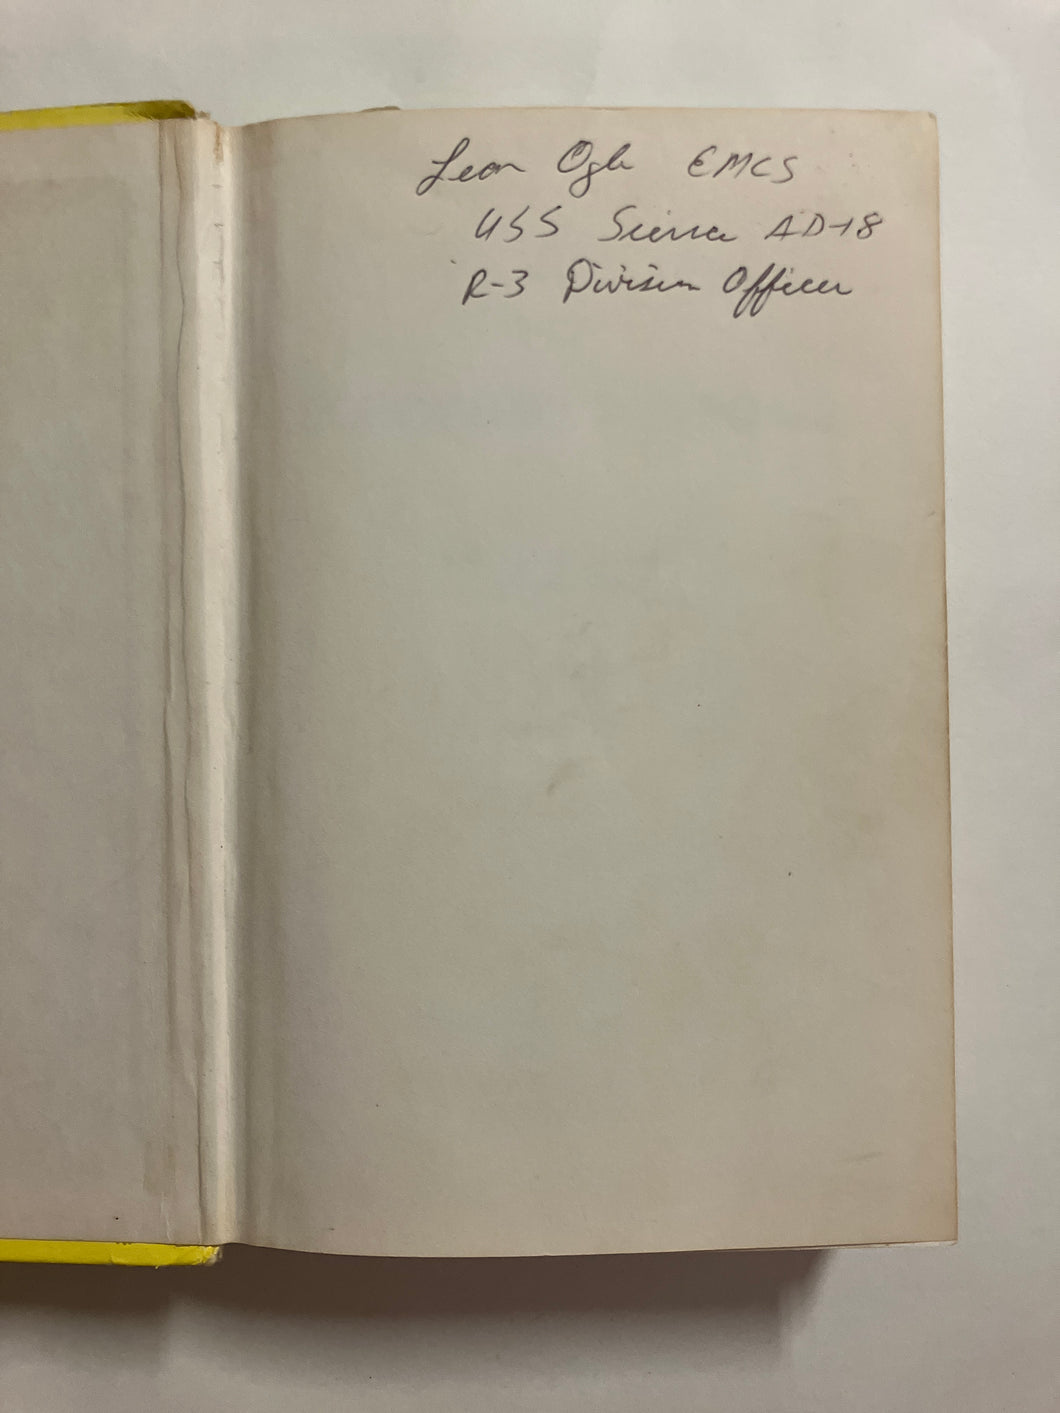 Leon Ogle EMCS
USS Sierra AD-18
R-3 Division Officer